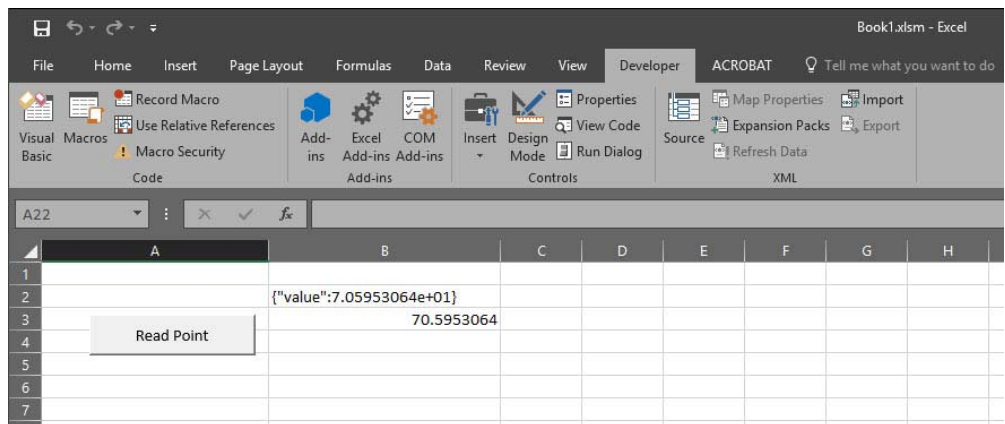 Book1.xlsm - Excel
File Home Insert Page Layout Formulas Data Review View Developer ACROBAT Tell me what you want to do
Visual Basic
Macros
Record Macro
Use Relative References
Macro Security
Code
Add-ins
Excel Add-ins
COM Add-ins
Add-ins
Insert
Design Mode
Properties
View Code
Run Dialog
Controls
Source
Map Properties
Expansion Packs
Refresh Data
Import
Export
XML
A22 fx
A B C D E F G H
1
2 {"value":7.05953064e+01}
3 70.5953064
Read Point
4
5
6
7